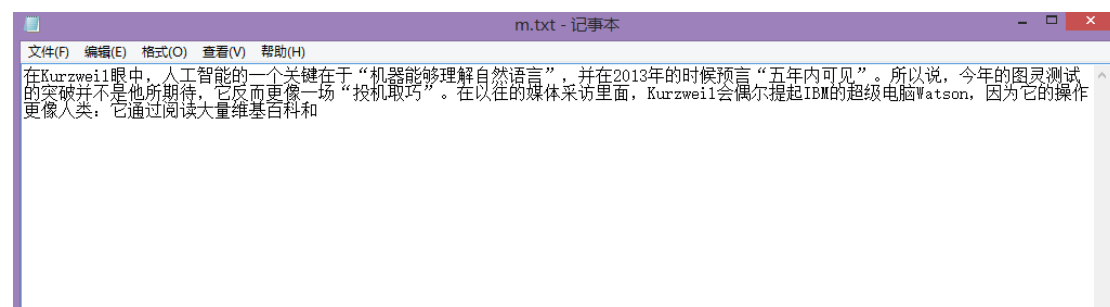 m.txt - 记事本
文件(F) 编辑(E) 格式(O) 查看(V) 帮助(H)
在Kurzweil眼中，人工智能的一个关键在于“机器能够理解自然语言”，并在2013年的时候预言“五年内可见”。所以说，今年的图灵测试
的突破并不是他所期待，它反而更像一场“投机取巧”。在以往的媒体采访里面，Kurzweil会偶尔提起IBM的超级电脑Watson，因为它的操作
更像人类：它通过阅读大量维基百科和